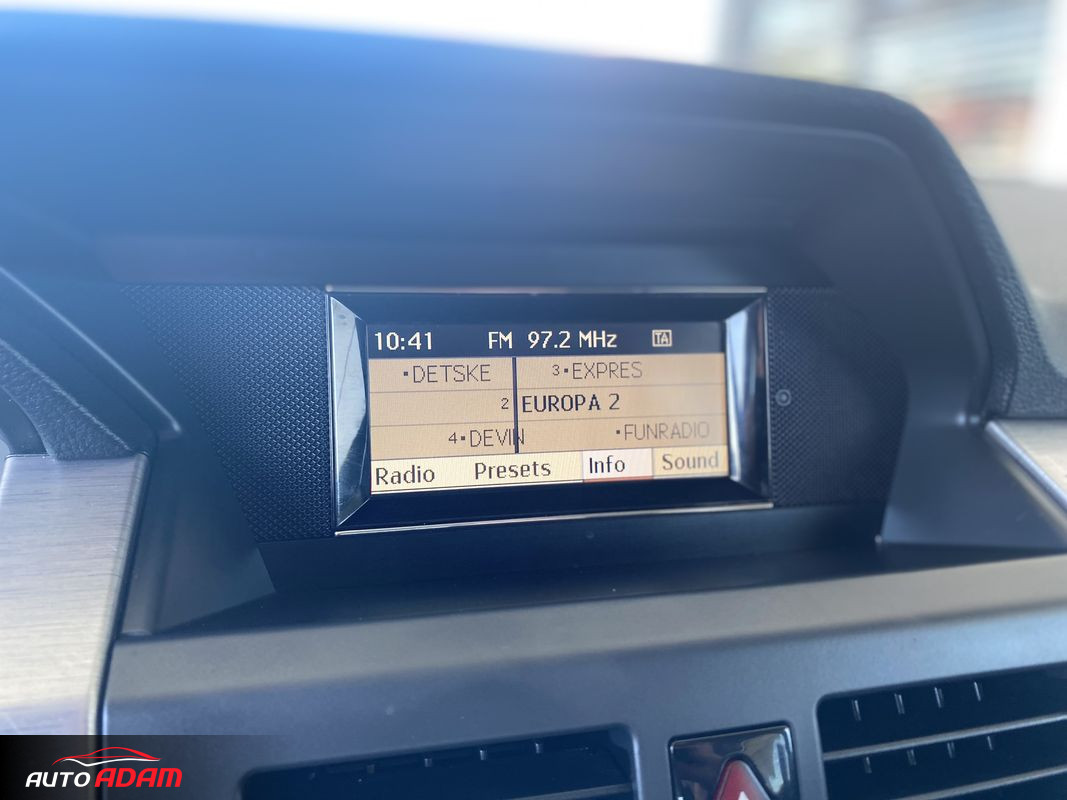 10:41 FM 97.2 MHz TA
•DETSKE 3•EXPRES
2 EUROPA 2
4•DEVIN •FUNRADIO
Radio Presets Info Sound
AUTO ADAM